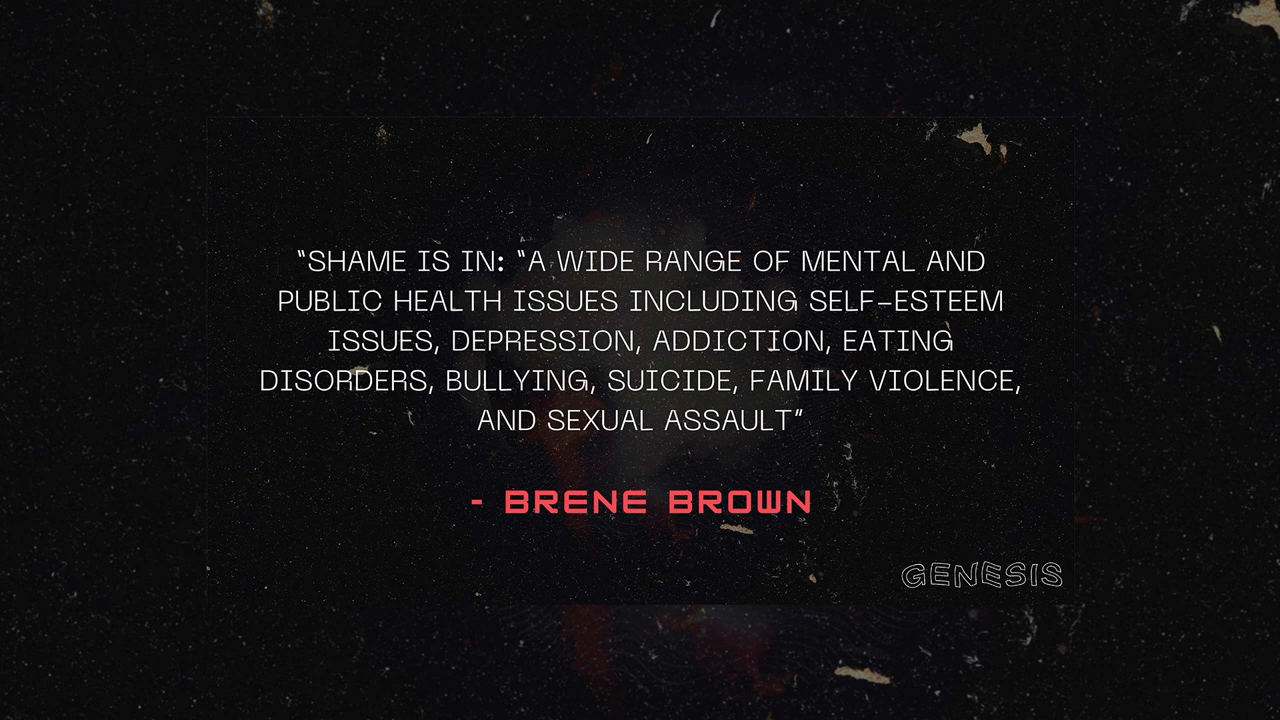 "SHAME IS IN: "A WIDE RANGE OF MENTAL AND
PUBLIC HEALTH ISSUES INCLUDING SELF-ESTEEM
ISSUES, DEPRESSION, ADDICTION, EATING
DISORDERS, BULLYING, SUICIDE, FAMILY VIOLENCE,
AND SEXUAL ASSAULT"
- BRENE BROWN
GENESIS